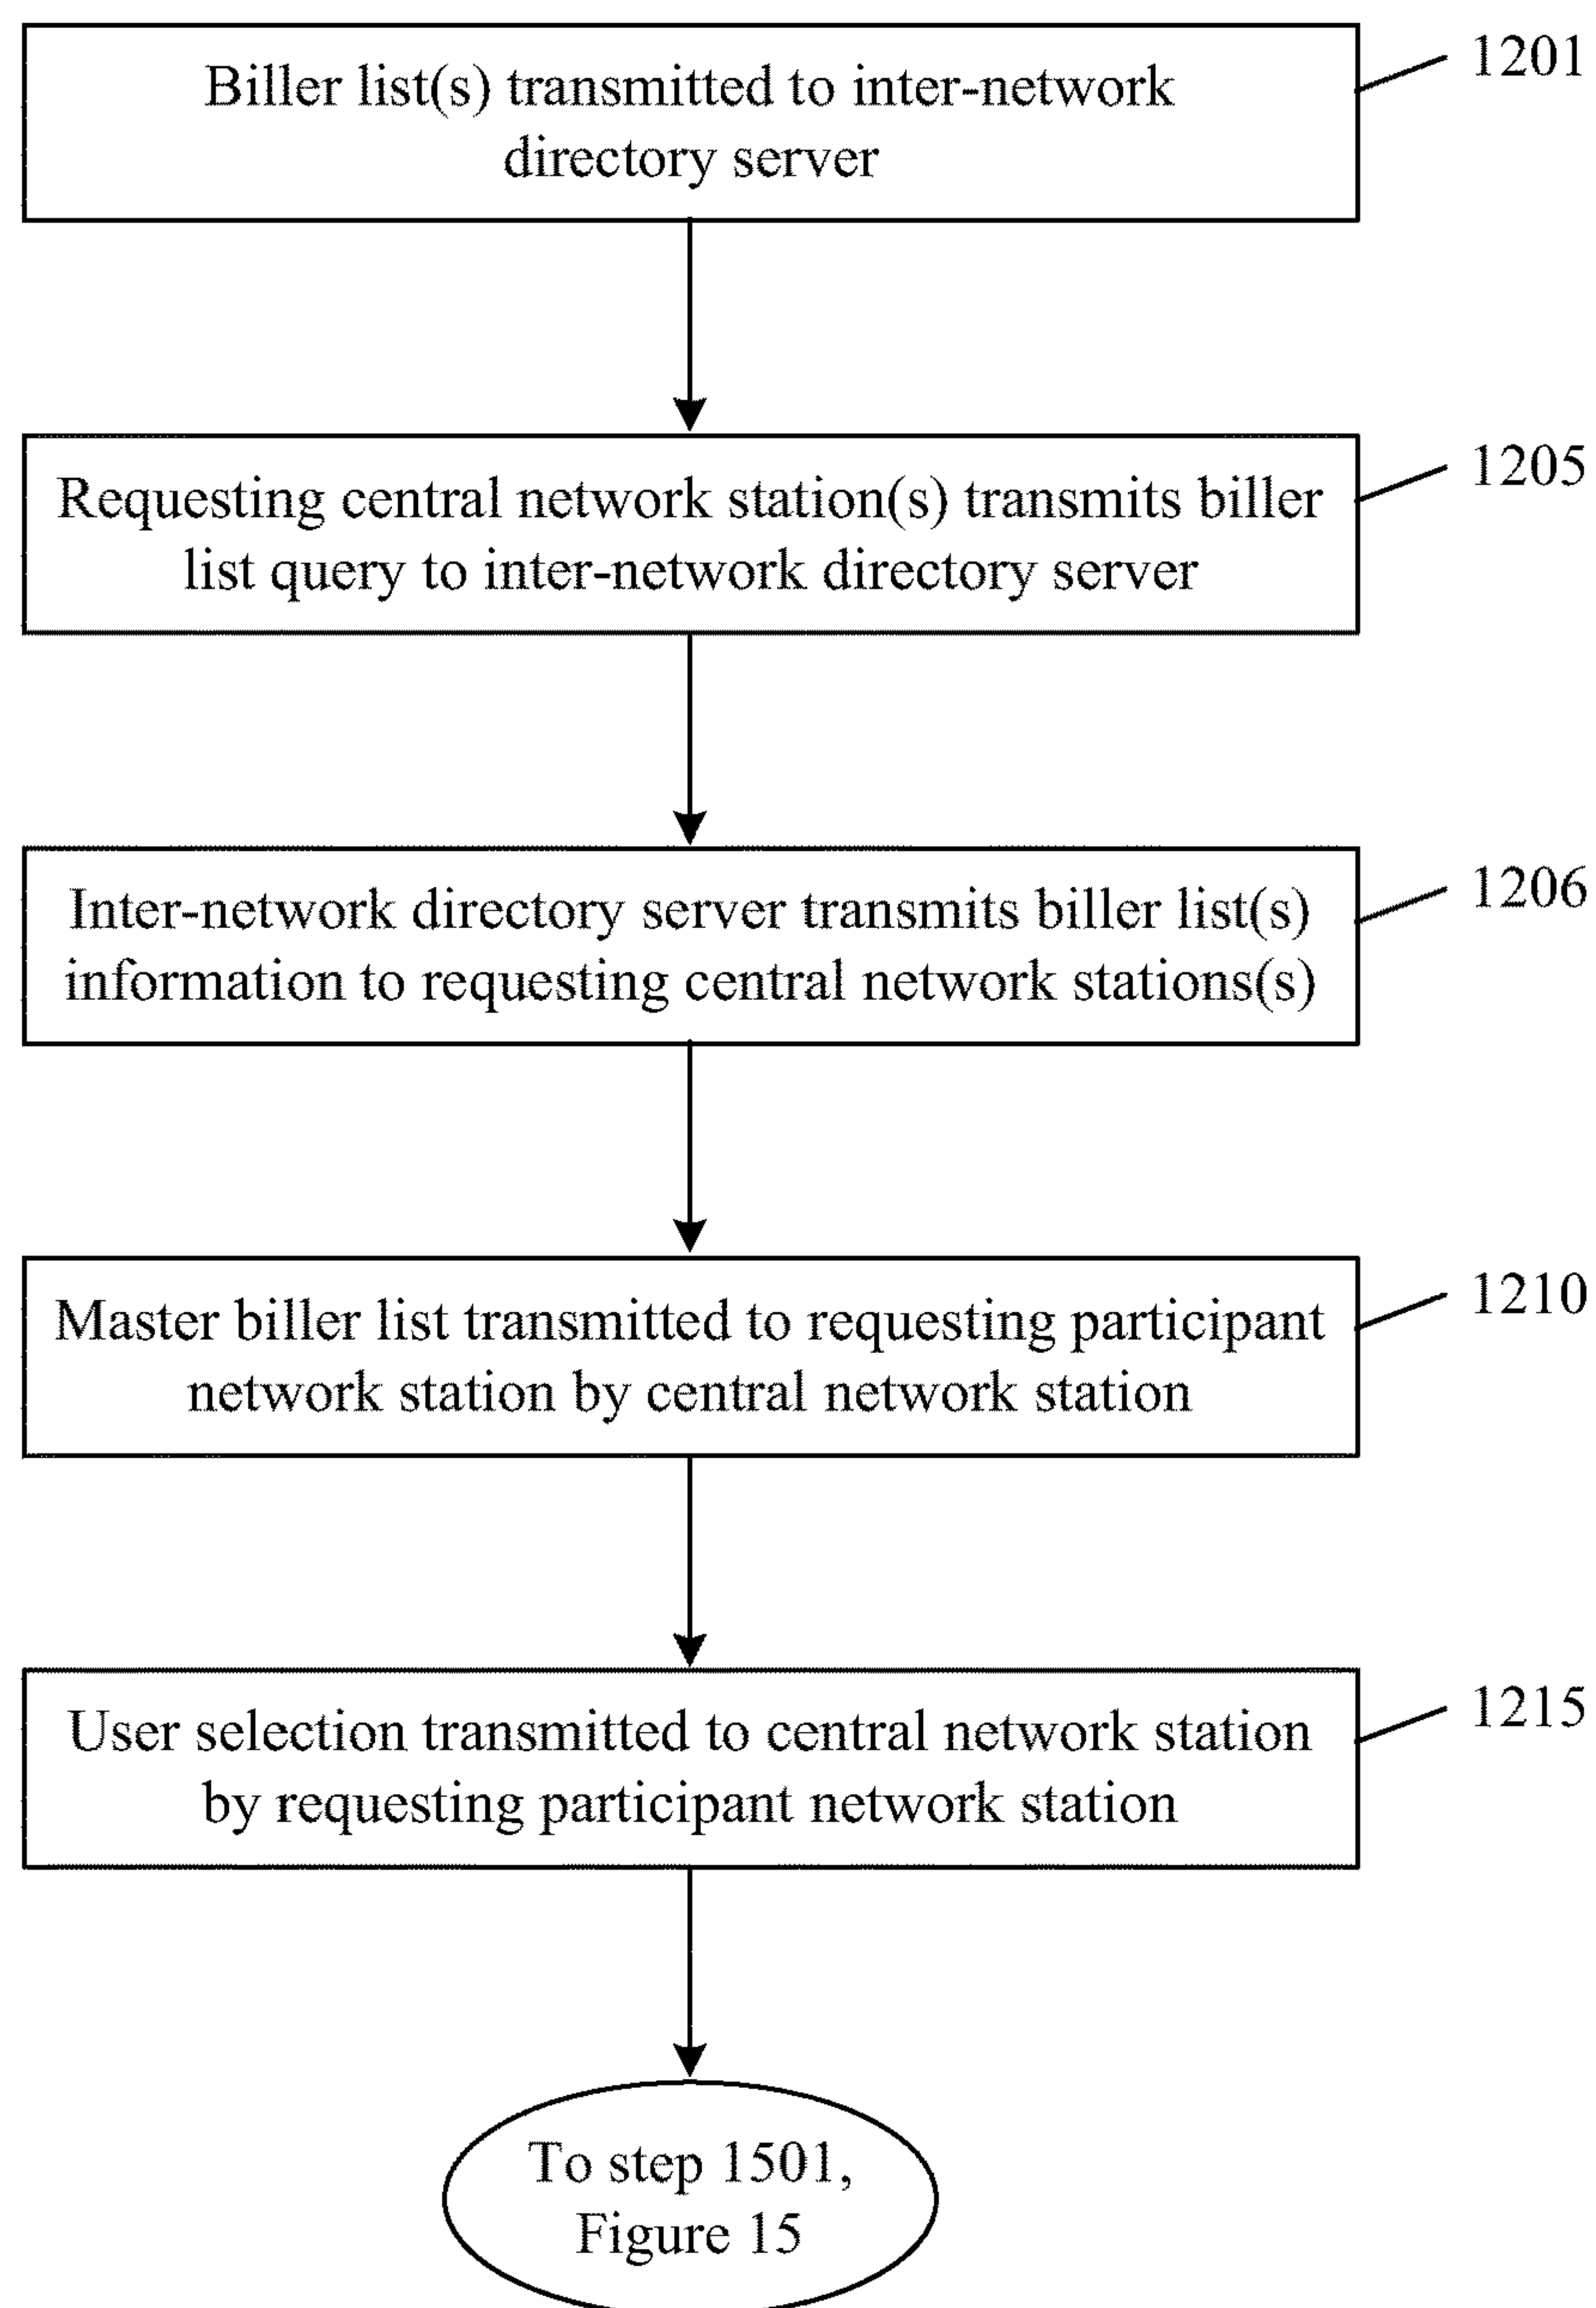 Biller list(s) transmitted to inter-network
directory server
1201
Requesting central network station(s) transmits biller
list query to inter-network directory server
1205
Inter-network directory server transmits biller list(s)
information to requesting central network stations(s)
1206
Master biller list transmitted to requesting participant
network station by central network station
1210
User selection transmitted to central network station
by requesting participant network station
1215
To step 1501,
Figure 15